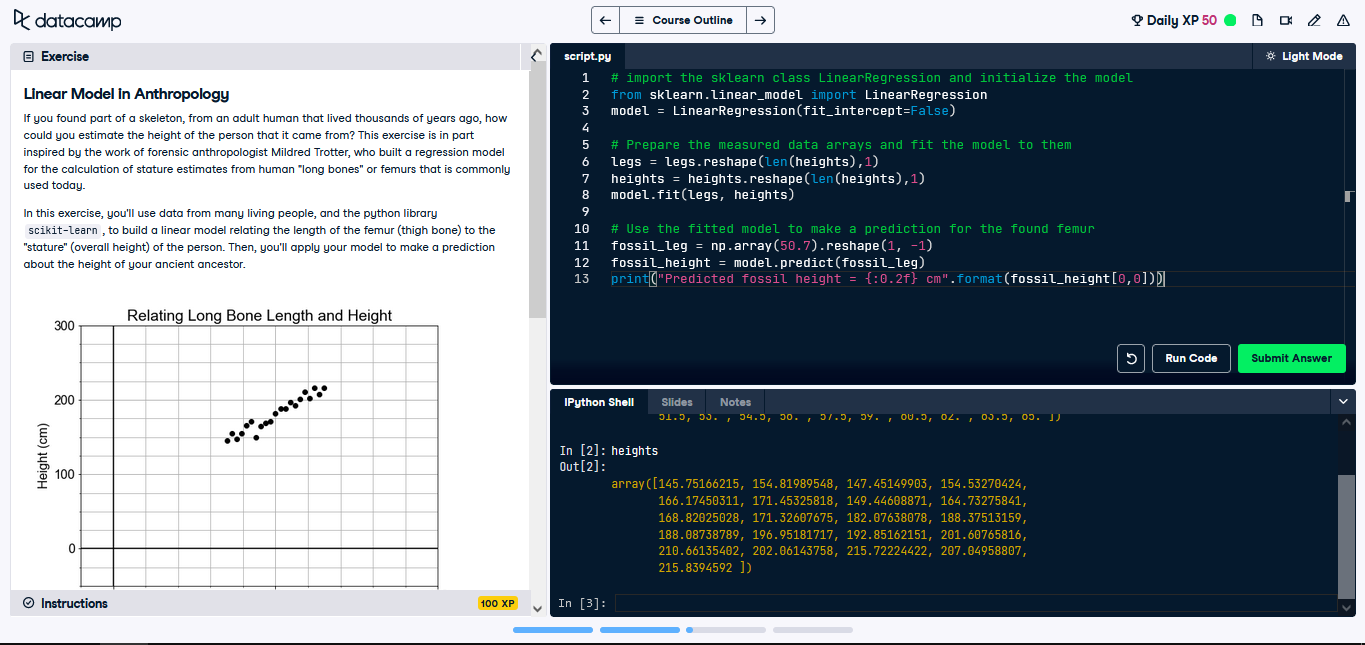 datacamp
Course Outline
Daily XP 50
Exercise
Linear Model in Anthropology
If you found part of a skeleton, from an adult human that lived thousands of years ago, how
could you estimate the height of the person that it came from? This exercise is in part
inspired by the work of forensic anthropologist Mildred Trotter, who built a regression model
for the calculation of stature estimates from human "long bones" or femurs that is commonly
used today.
In this exercise, you'll use data from many living people, and the python library
scikit-learn , to build a linear model relating the length of the femur (thigh bone) to the
"stature" (overall height) of the person. Then, you'll apply your model to make a prediction
about the height of your ancient ancestor.
Relating Long Bone Length and Height
300
200
100
0
Height (cm)
Instructions
100 XP
script.py
Light Mode
1 # import the sklearn class LinearRegression and initialize the model
2 from sklearn.linear_model import LinearRegression
3 model = LinearRegression(fit_intercept=False)
4
5 # Prepare the measured data arrays and fit the model to them
6 legs = legs.reshape(len(heights),1)
7 heights = heights.reshape(len(heights),1)
8 model.fit(legs, heights)
9
10 # Use the fitted model to make a prediction for the found femur
11 fossil_leg = np.array(50.7).reshape(1, -1)
12 fossil_height = model.predict(fossil_leg)
13 print("Predicted fossil height = {:0.2f} cm".format(fossil_height[0,0]))
Run Code
Submit Answer
IPython Shell
Slides
Notes
51.5, 53. , 54.5, 56. , 57.5, 59. , 60.5, 62. , 63.5, 65. ])
In [2]: heights
Out[2]:
array([145.75166215, 154.81989548, 147.45149903, 154.53270424,
166.17450311, 171.45325818, 149.44608871, 164.73275841,
168.82025028, 171.32607675, 182.07638078, 188.37513159,
188.08738789, 196.95181717, 192.85162151, 201.60765816,
210.66135402, 202.06143758, 215.72224422, 207.04958807,
215.8394592 ])
In [3]: